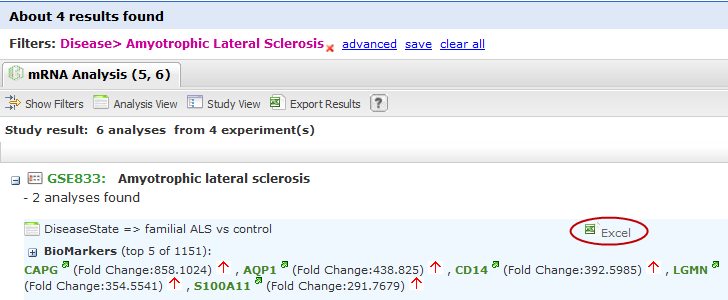 About 4 results found
Filters: Disease> Amyotrophic Lateral Sclerosis advanced save clear all
mRNA Analysis (5, 6)
Show Filters Analysis View Study View Export Results ?
Study result: 6 analyses from 4 experiment(s)
GSE833: Amyotrophic lateral sclerosis
- 2 analyses found
DiseaseState => familial ALS vs control Excel
BioMarkers (top 5 of 1151):
CAPG (Fold Change:858.1024) , AQP1 (Fold Change:438.825) , CD14 (Fold Change:392.5985) , LGMN
(Fold Change:354.5541) , S100A11 (Fold Change:291.7679)